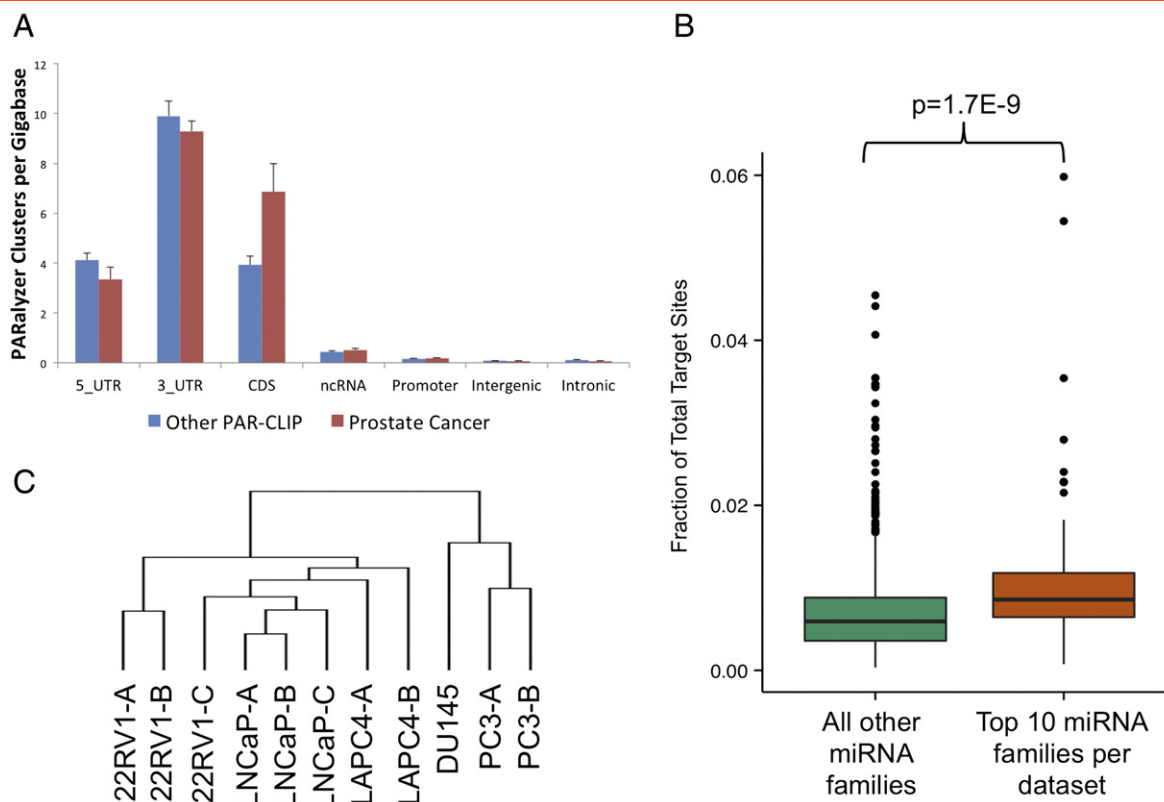 A
PARalyzer Clusters per Gigabase
12
10
8
6
4
2
0
5_UTR 3_UTR CDS ncRNA Promoter Intergenic Intronic
Other PAR-CLIP Prostate Cancer
B
p=1.7E-9
Fraction of Total Target Sites
0.06
0.04
0.02
0.00
All other
miRNA
families
Top 10 miRNA
families per
dataset
C
22RV1-A
22RV1-B
22RV1-C
LNCaP-A
LNCaP-B
LNCaP-C
LAPC4-A
LAPC4-B
DU145
PC3-A
PC3-B